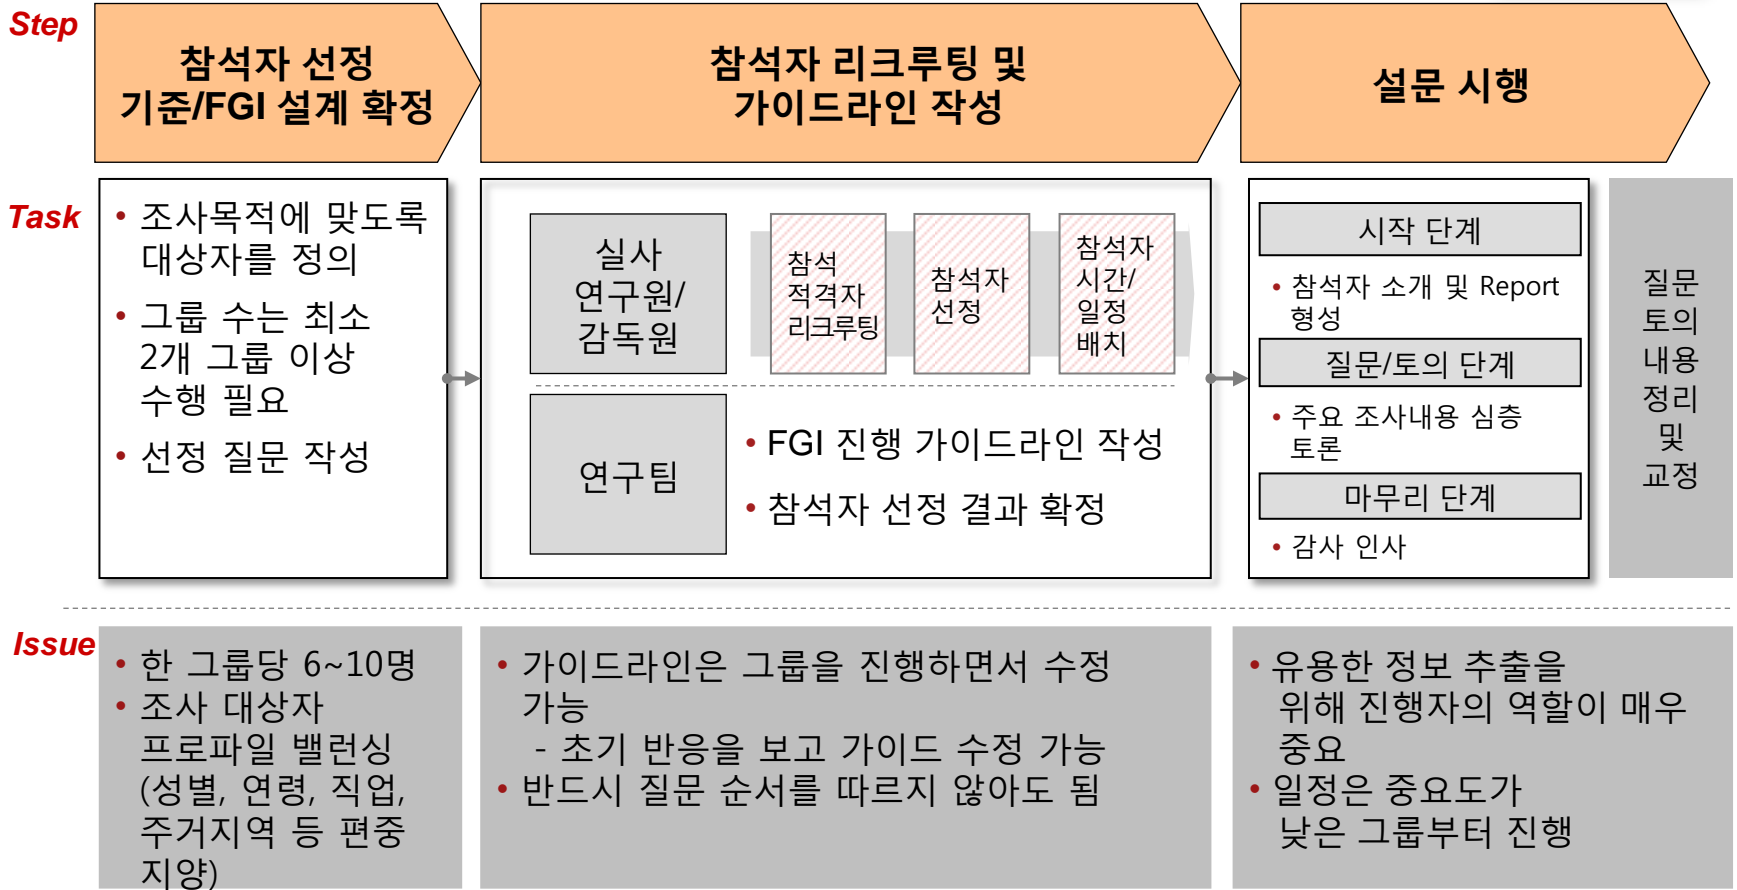 Step
참석자 선정
기준/FGI 설계 확정
참석자 리크루팅 및
가이드라인 작성
설문 시행
Task
• 조사목적에 맞도록
대상자를 정의
• 그룹 수는 최소
2개 그룹 이상
수행 필요
• 선정 질문 작성
실사
연구원/
감독원
참석
적격자
리크루팅
참석자
선정
참석자
시간/
일정
배치
연구팀
• FGI 진행 가이드라인 작성
• 참석자 선정 결과 확정
시작 단계
• 참석자 소개 및 Report
형성
질문/토의 단계
• 주요 조사내용 심층
토론
마무리 단계
• 감사 인사
질문
토의
내용
정리
및
교정
Issue
• 한 그룹당 6~10명
• 조사 대상자
프로파일 밸런싱
(성별, 연령, 직업,
주거지역 등 편중
지양)
• 가이드라인은 그룹을 진행하면서 수정
가능
- 초기 반응을 보고 가이드 수정 가능
• 반드시 질문 순서를 따르지 않아도 됨
• 유용한 정보 추출을
위해 진행자의 역할이 매우
중요
• 일정은 중요도가
낮은 그룹부터 진행